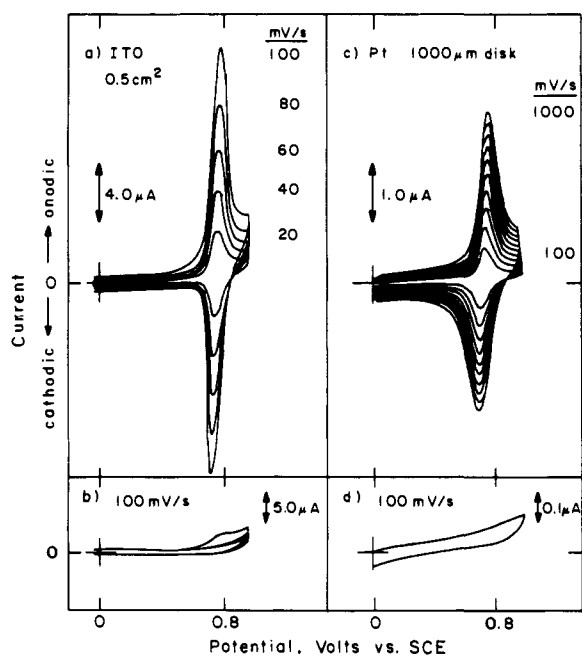 a) ITO
0.5cm²
mV/s
100
80
60
40
20
4.0μA
c) Pt 1000μm disk
mV/s
1000
100
1.0μA
Current
cathodic
anodic
0
b) 100mV/s
5.0μA
d) 100mV/s
0.1μA
0
0
0.8
0
0.8
Potential, Volts vs. SCE